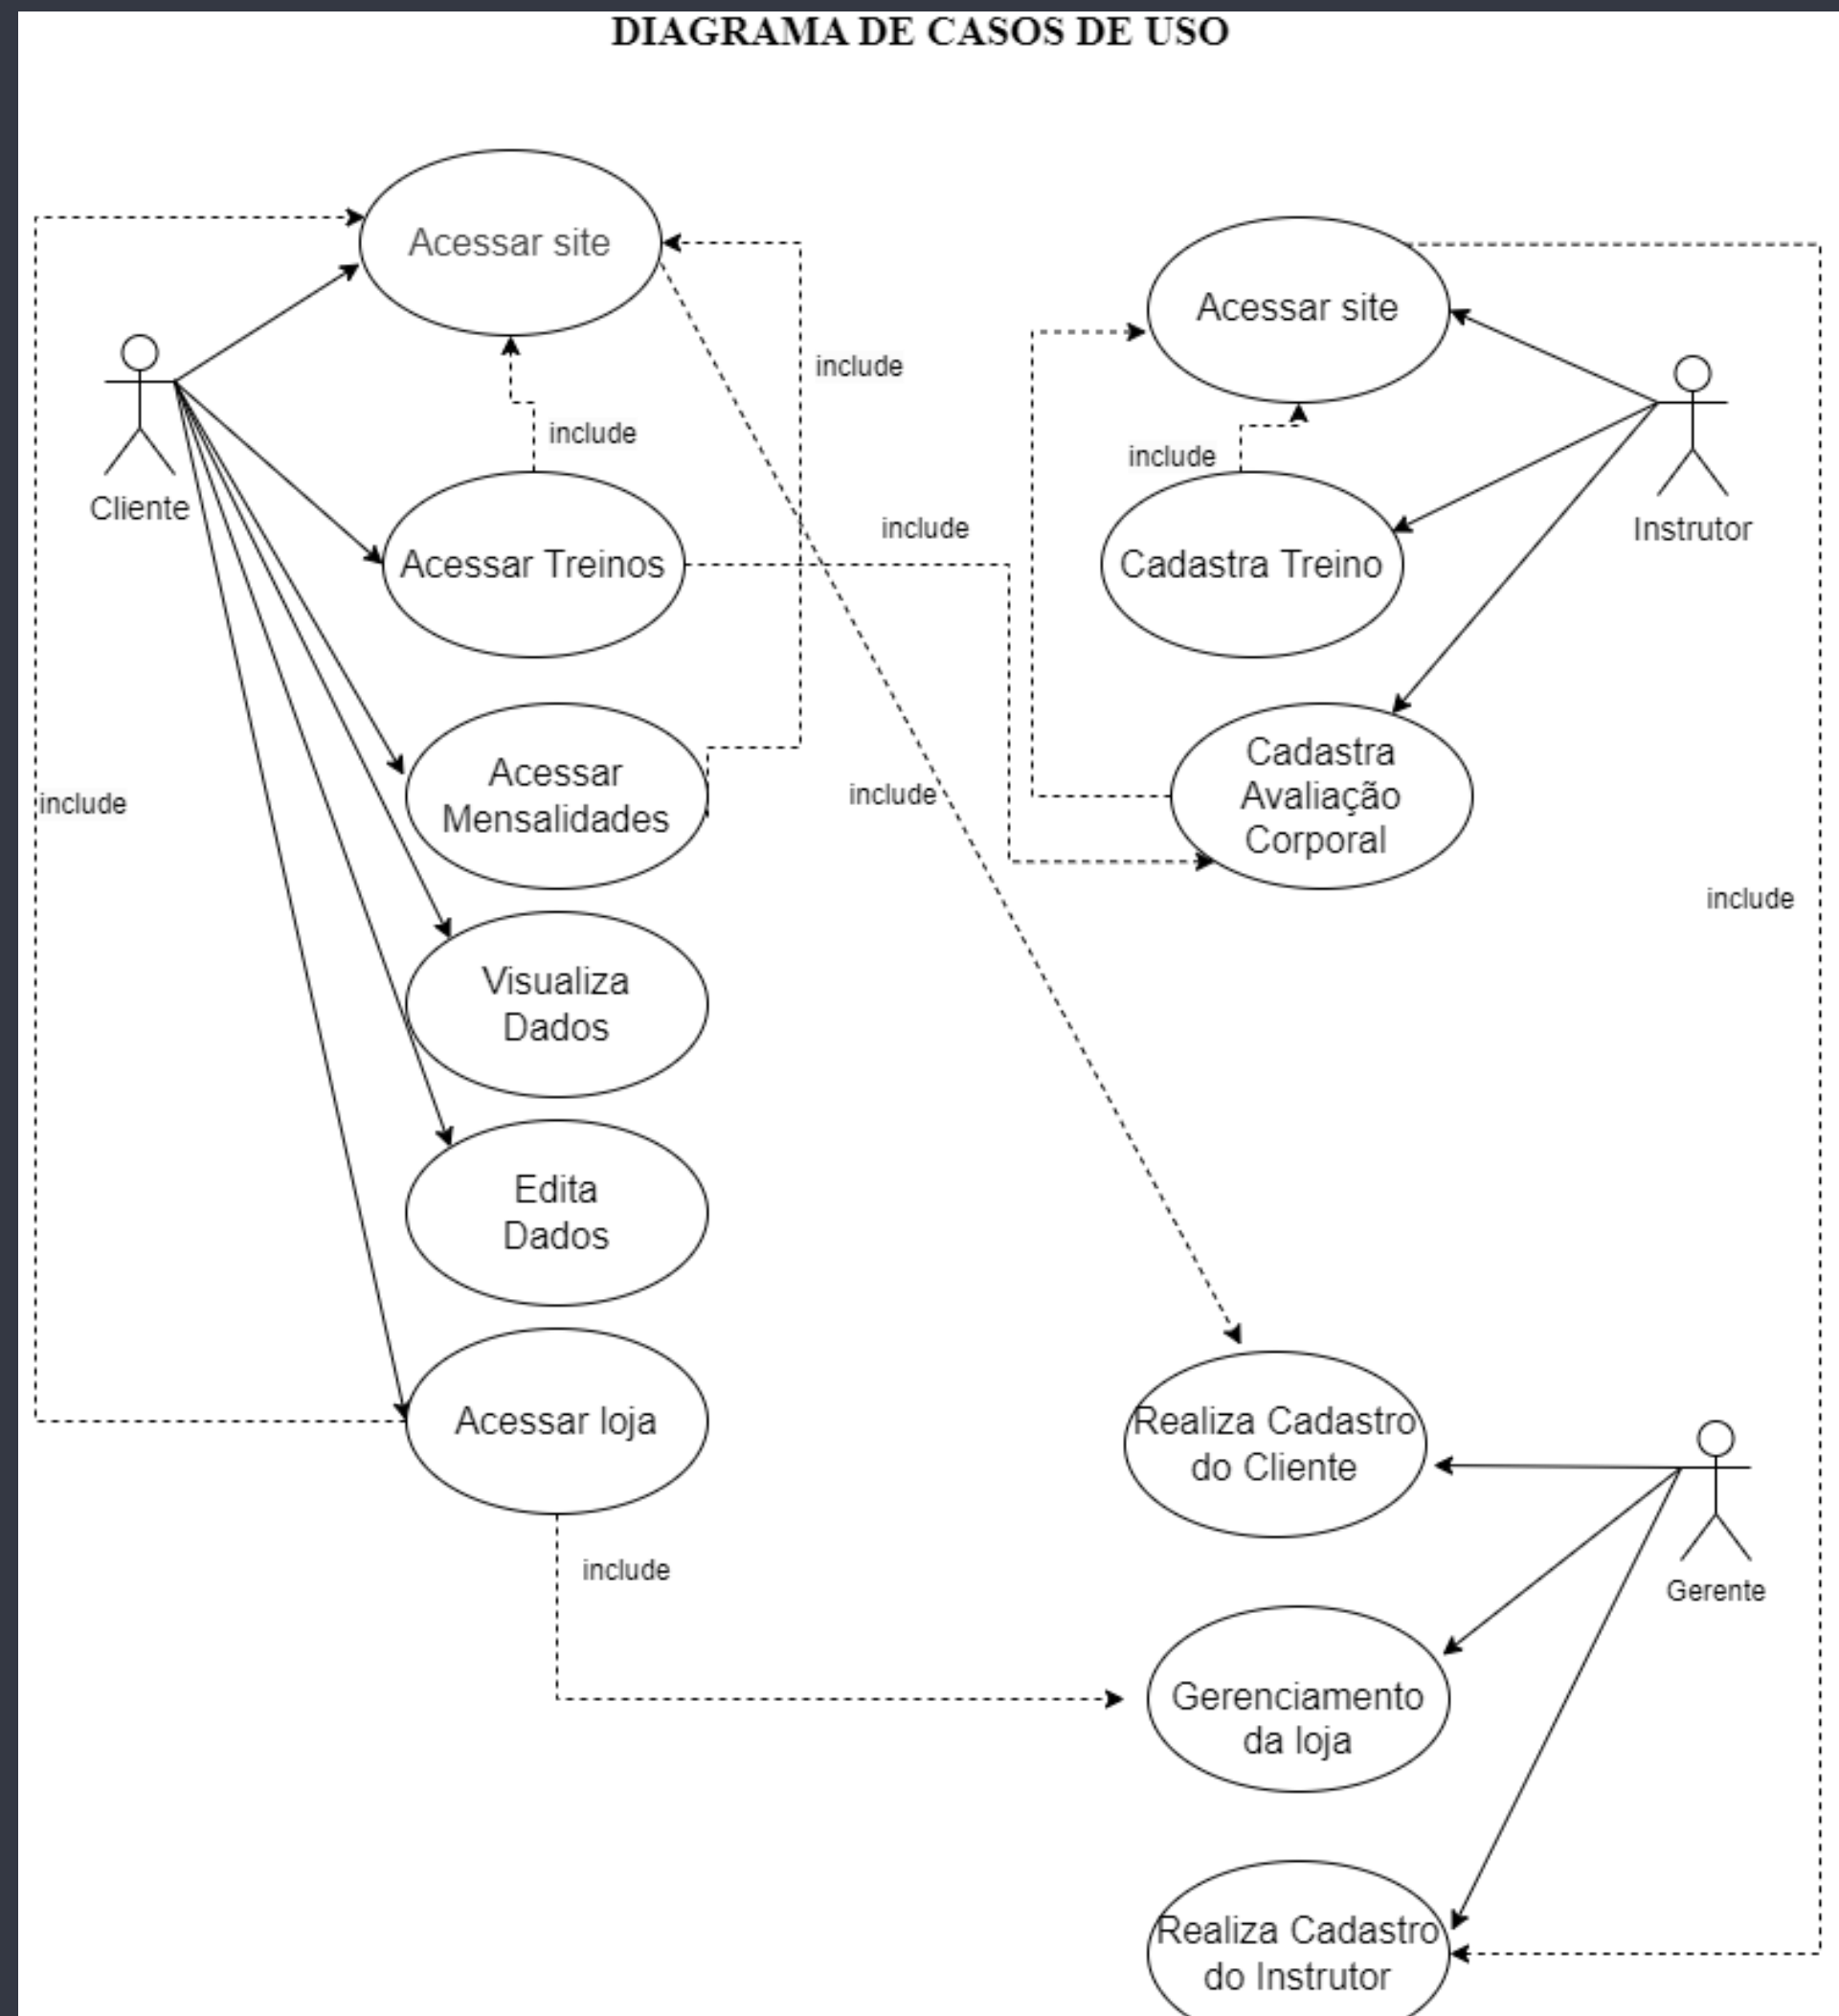 DIAGRAMA DE CASOS DE USO
Acessar site
Acessar site
include
include
include
Cliente
include
Instrutor
Acessar Treinos
Cadastra Treino
Acessar
Mensalidades
include
include
Cadastra
Avaliação
Corporal
include
Visualiza
Dados
Edita
Dados
Acessar loja
Realiza Cadastro
do Cliente
include
Gerente
Gerenciamento
da loja
Realiza Cadastro
do Instrutor